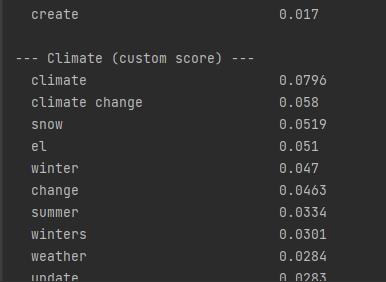 create 0.017
--- Climate (custom score) ---
climate 0.0796
climate change 0.058
snow 0.0519
el 0.051
winter 0.047
change 0.0463
summer 0.0334
winters 0.0301
weather 0.0284
update 0.0283